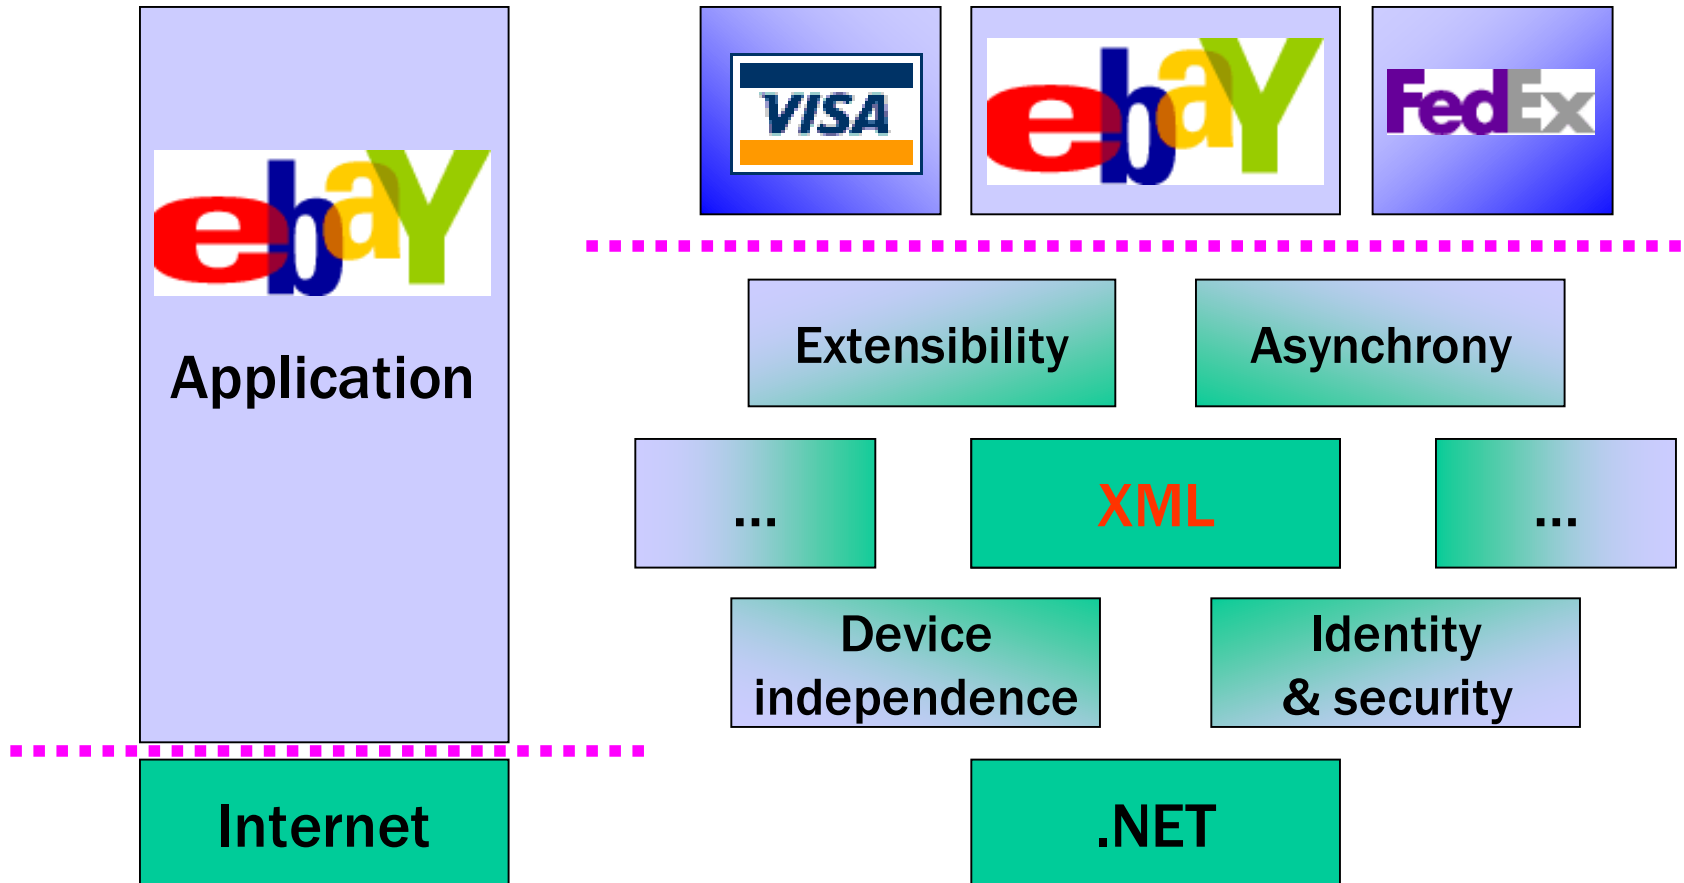 ebaY
Application
Internet
VISA
ebaY
FedEx
Extensibility
Asynchrony
...
XML
...
Device
independence
Identity
& security
.NET